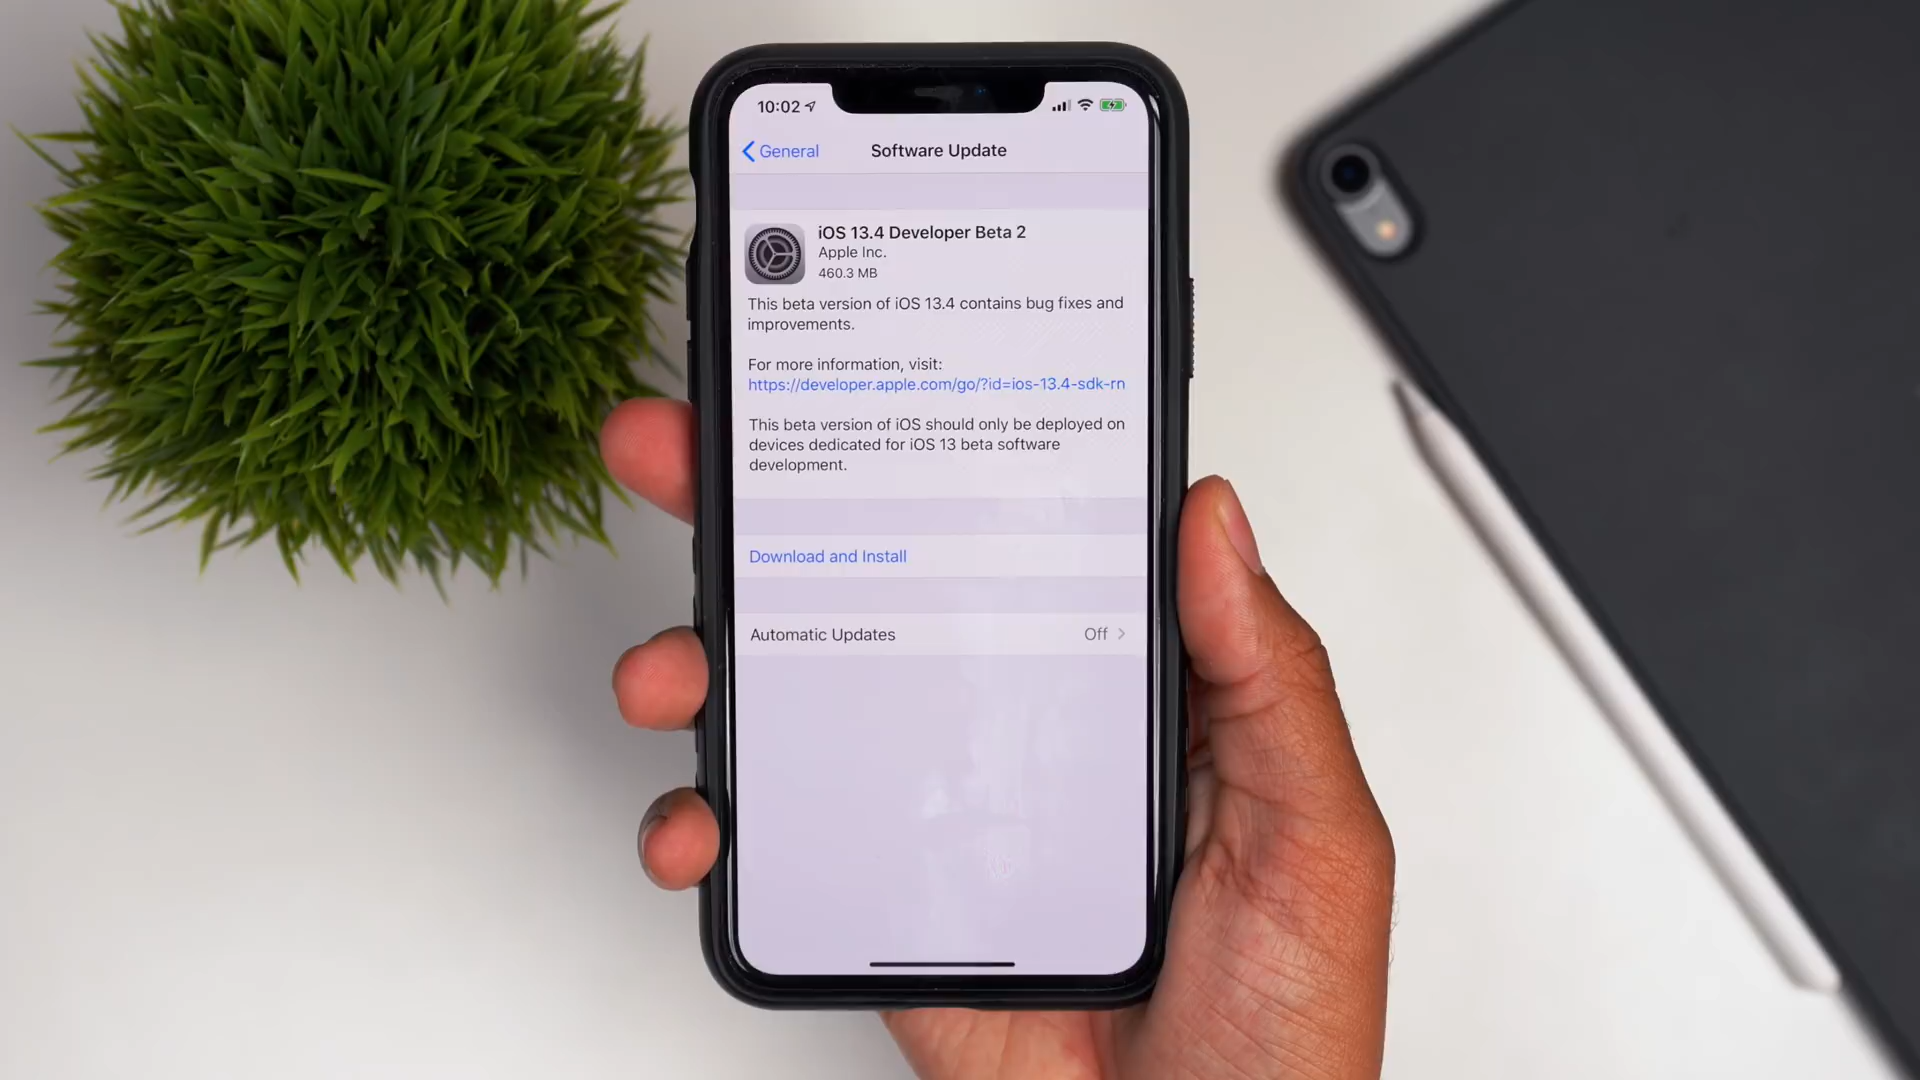 10:02
General
Software Update
iOS 13.4 Developer Beta 2
Apple Inc.
460.3 MB
This beta version of iOS 13.4 contains bug fixes and
improvements.
For more information, visit:
https://developer.apple.com/go/?id=ios-13.4-sdk-rn
This beta version of iOS should only be deployed on
devices dedicated for iOS 13 beta software
development.
Download and Install
Automatic Updates Off